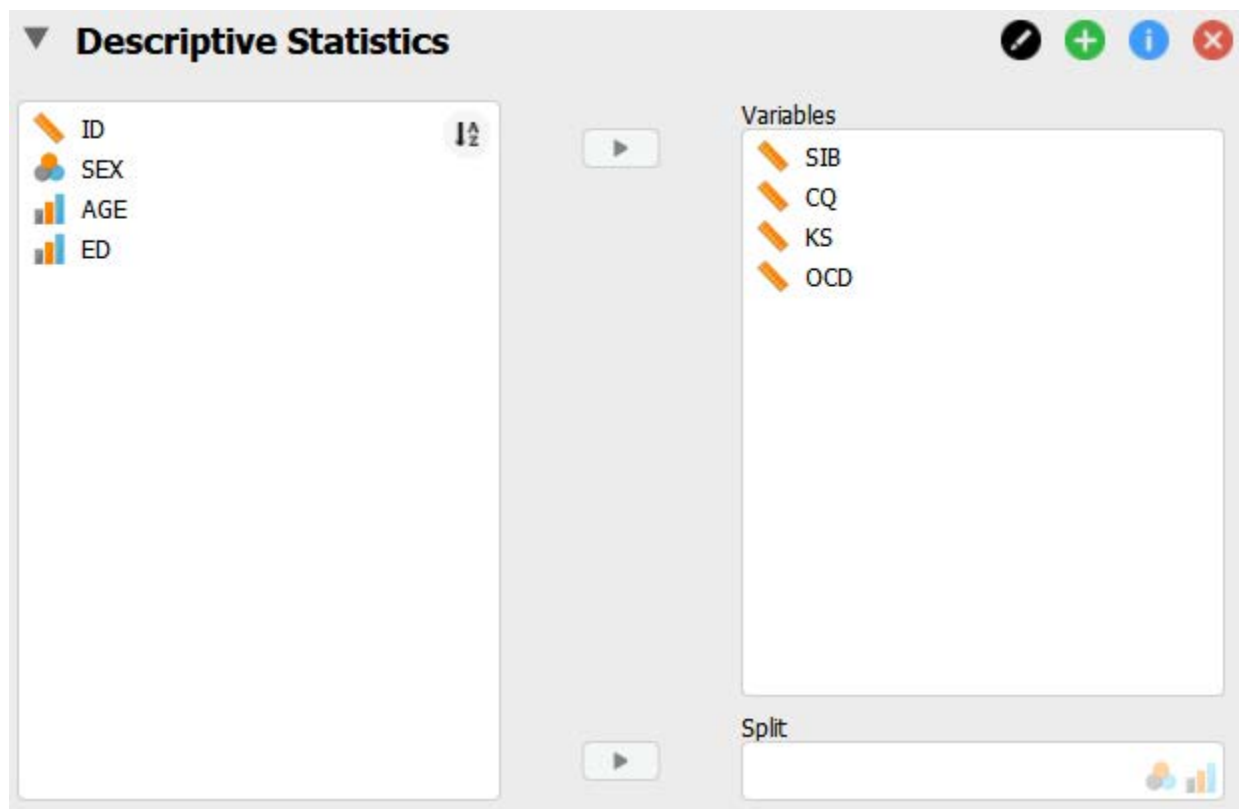 Descriptive Statistics
ID
SEX
AGE
ED
Variables
SIB
CQ
KS
OCD
Split